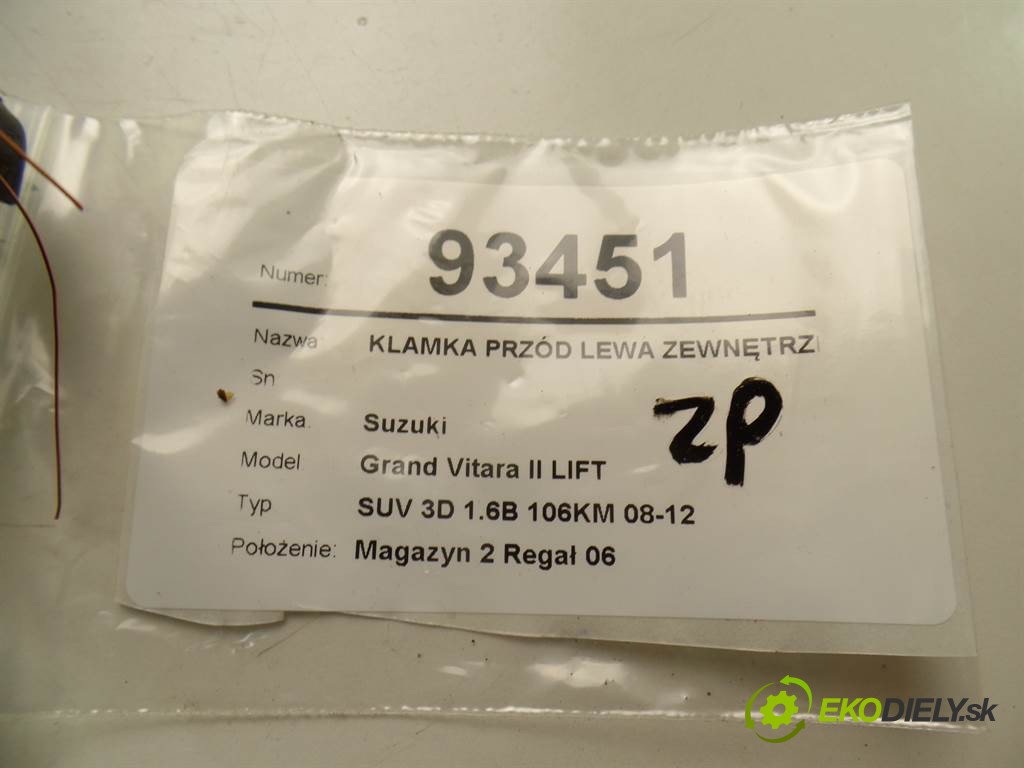 Numer: 93451
Nazwa KLAMKA PRZÓD LEWA ZEWNĘTRZ
Sn
Marka. Suzuki
Model Grand Vitara II LIFT
Typ SUV 3D 1.6B 106KM 08-12
Położenie: Magazyn 2 Regał 06
ZP
EKODIELY.sk